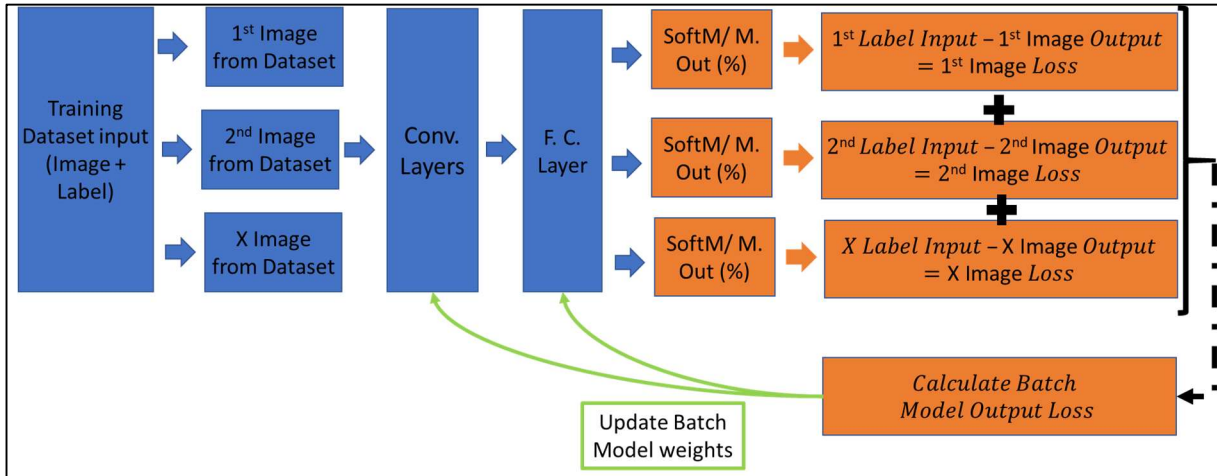 Training
Dataset input
(Image +
Label)
1st Image
from Dataset
2nd Image
from Dataset
X Image
from Dataset
Conv.
Layers
F. C.
Layer
SoftM/ M.
Out (%)
SoftM/ M.
Out (%)
SoftM/ M.
Out (%)
1st Label Input – 1st Image Output
= 1st Image Loss
+
2nd Label Input – 2nd Image Output
= 2nd Image Loss
+
X Label Input – X Image Output
= X Image Loss
Calculate Batch
Model Output Loss
Update Batch
Model weights